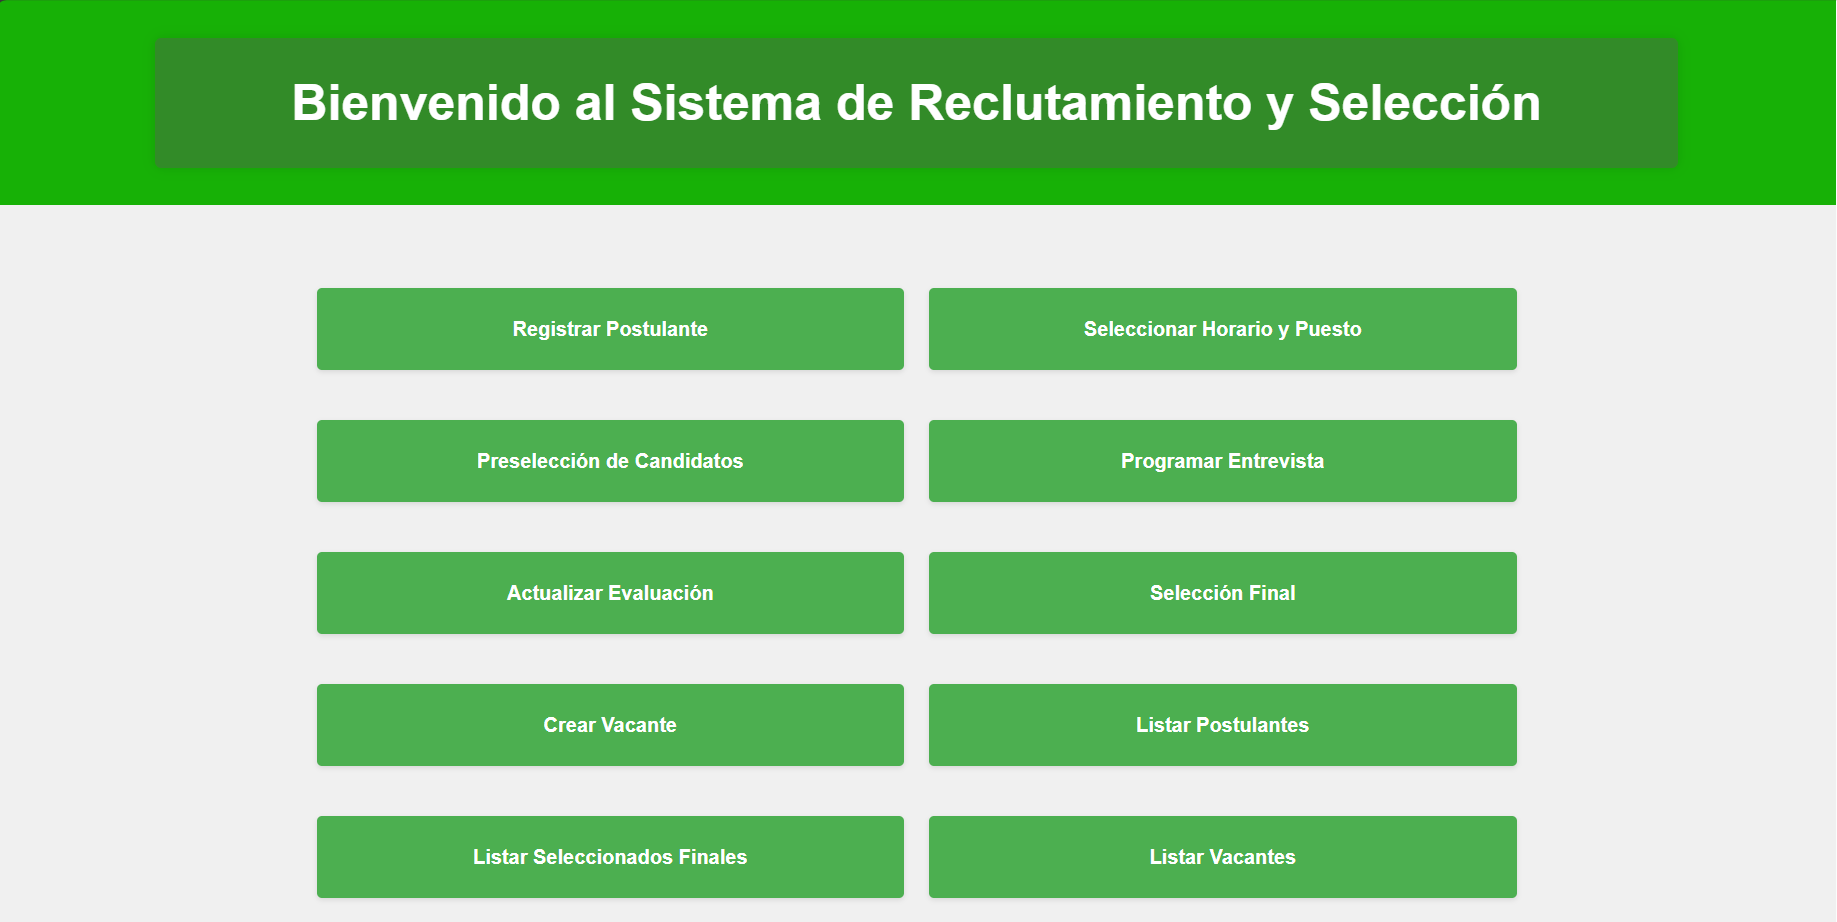 Bienvenido al Sistema de Reclutamiento y Selección
Registrar Postulante
Seleccionar Horario y Puesto
Preselección de Candidatos
Programar Entrevista
Actualizar Evaluación
Selección Final
Crear Vacante
Listar Postulantes
Listar Seleccionados Finales
Listar Vacantes